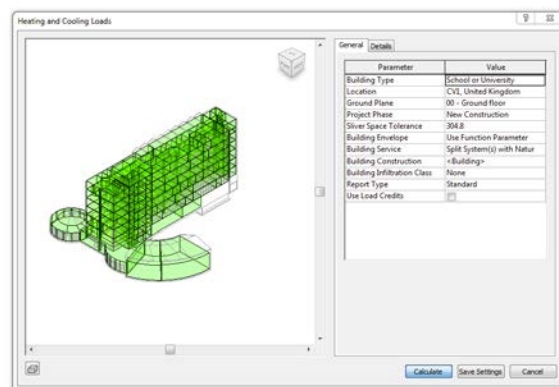 Heating and Cooling Loads
General Details
Parameter Value
Building Type School or University
Location CV1, United Kingdom
Ground Plane 00 - Ground floor
Project Phase New Construction
Sliver Space Tolerance 304.8
Building Envelope Use Function Parameter
Building Service Split System(s) with Natur
Building Construction <Building>
Building Infiltration Class None
Report Type Standard
Use Load Credits
Calculate Save Settings Cancel